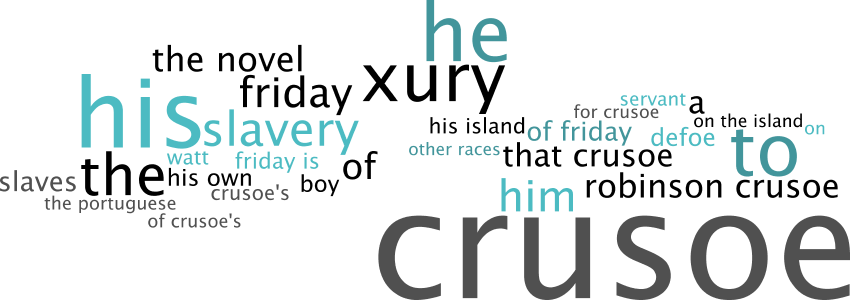 he
the novel
xury
friday
his
servant
a
for crusoe
slavery
his island
of friday
on the island
on
defoe
to
other races
that crusoe
watt
friday is
of
slaves
the
his own
boy
crusoe's
him
robinson crusoe
the portuguese
of crusoe's
crusoe